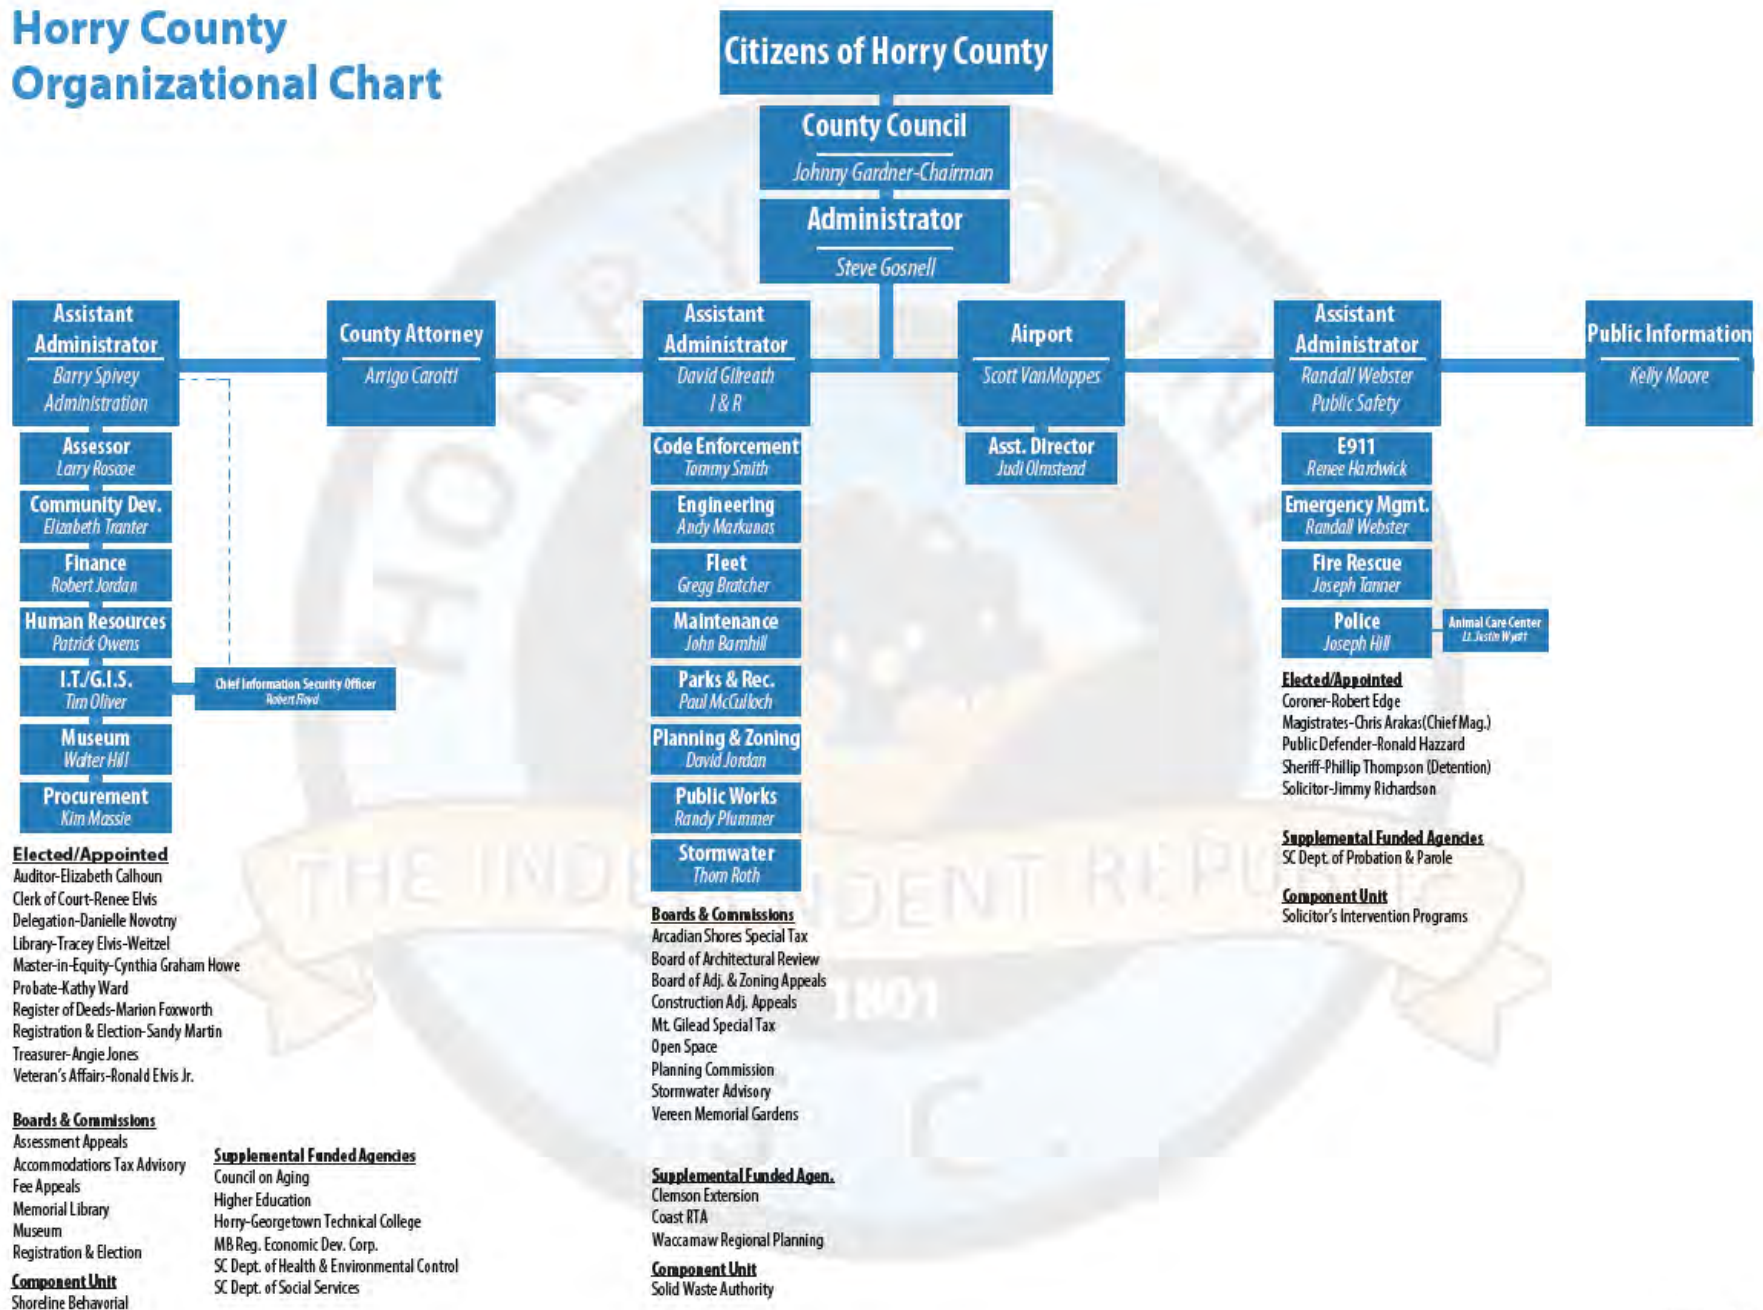 Horry County
Organizational Chart
Citizens of Horry County
County Council
Johnny Gardner-Chairman
Administrator
Steve Gosnell
Assistant
Administrator
Barry Spivey
Administration
County Attorney
Arrigo Carotti
Assistant
Administrator
David Gilreath
I & R
Airport
Scott VanMoppes
Assistant
Administrator
Randall Webster
Public Safety
Public Information
Kelly Moore
Assessor
Larry Roscoe
Community Dev.
Elizabeth Tranter
Finance
Robert Jordan
Human Resources
Patrick Owens
I.T./G.I.S.
Tim Oliver
Chief Information Security Officer
Robert Floyd
Museum
Walter Hill
Procurement
Kim Massie
Elected/Appointed
Auditor-Elizabeth Calhoun
Clerk of Court-Renee Elvis
Delegation-Danielle Novotny
Library-Tracey Elvis-Weitzel
Master-in-Equity-Cynthia Graham Howe
Probate-Kathy Ward
Register of Deeds-Marion Foxworth
Registration & Election-Sandy Martin
Treasurer-Angie Jones
Veteran's Affairs-Ronald Elvis Jr.
Boards & Commissions
Assessment Appeals
Accommodations Tax Advisory
Fee Appeals
Memorial Library
Museum
Registration & Election
Component Unit
Shoreline Behavorial
Supplemental Funded Agencies
Council on Aging
Higher Education
Horry-Georgetown Technical College
MB Reg. Economic Dev. Corp.
SC Dept. of Health & Environmental Control
SC Dept. of Social Services
Code Enforcement
Tommy Smith
Engineering
Andy Markunas
Fleet
Gregg Bratcher
Maintenance
John Barnhill
Parks & Rec.
Paul McCulloch
Planning & Zoning
David Jordan
Public Works
Randy Plummer
Stormwater
Thom Roth
Boards & Commissions
Arcadian Shores Special Tax
Board of Architectural Review
Board of Adj. & Zoning Appeals
Construction Adj. Appeals
Mt. Gilead Special Tax
Open Space
Planning Commission
Stormwater Advisory
Vereen Memorial Gardens
Supplemental Funded Agen.
Clemson Extension
Coast RTA
Waccamaw Regional Planning
Component Unit
Solid Waste Authority
Asst. Director
Judi Olmstead
E911
Renee Hardwick
Emergency Mgmt.
Randall Webster
Fire Rescue
Joseph Tanner
Police
Joseph Hill
Animal Care Center
Lt. Justin Wyatt
Elected/Appointed
Coroner-Robert Edge
Magistrates-Chris Arakas(Chief Mag.)
Public Defender-Ronald Hazzard
Sheriff-Phillip Thompson (Detention)
Solicitor-Jimmy Richardson
Supplemental Funded Agencies
SC Dept. of Probation & Parole
Component Unit
Solicitor's Intervention Programs
HORRY COUNTY
THE INDEPENDENT REPUBLIC
1801
S.C.